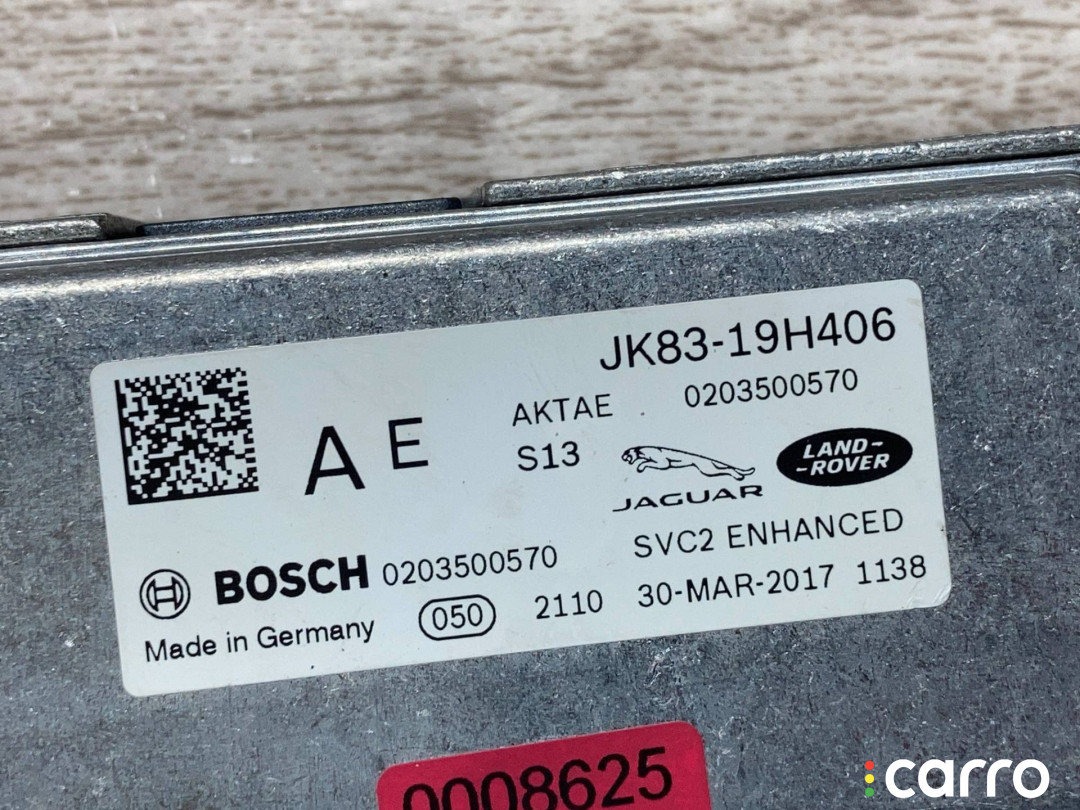 JK83-19H406
A E
AKTAE 0203500570
S13
JAGUAR
LAND-
-ROVER
SVC2 ENHANCED
BOSCH 0203500570
Made in Germany
050 2110 30-MAR-2017 1138
0008625
carro